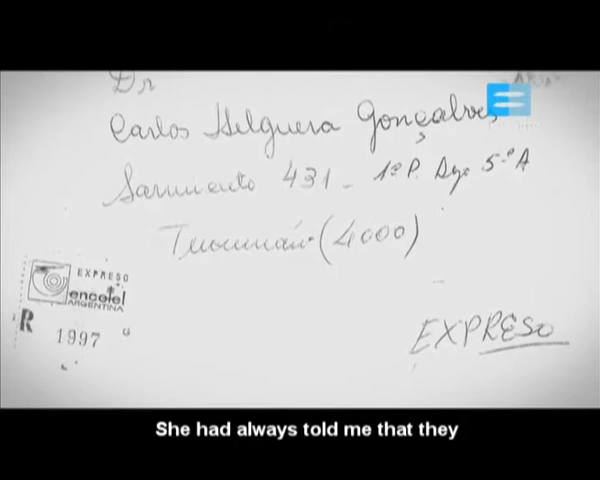 Dr
Carlos Helguera Gonçalves
Sarmiento 431 - 1º P. Dpo 5º A
Tucumán (4000)
EXPRESO
encotel
ARGENTINA
R
1997
EXPRESO
She had always told me that they